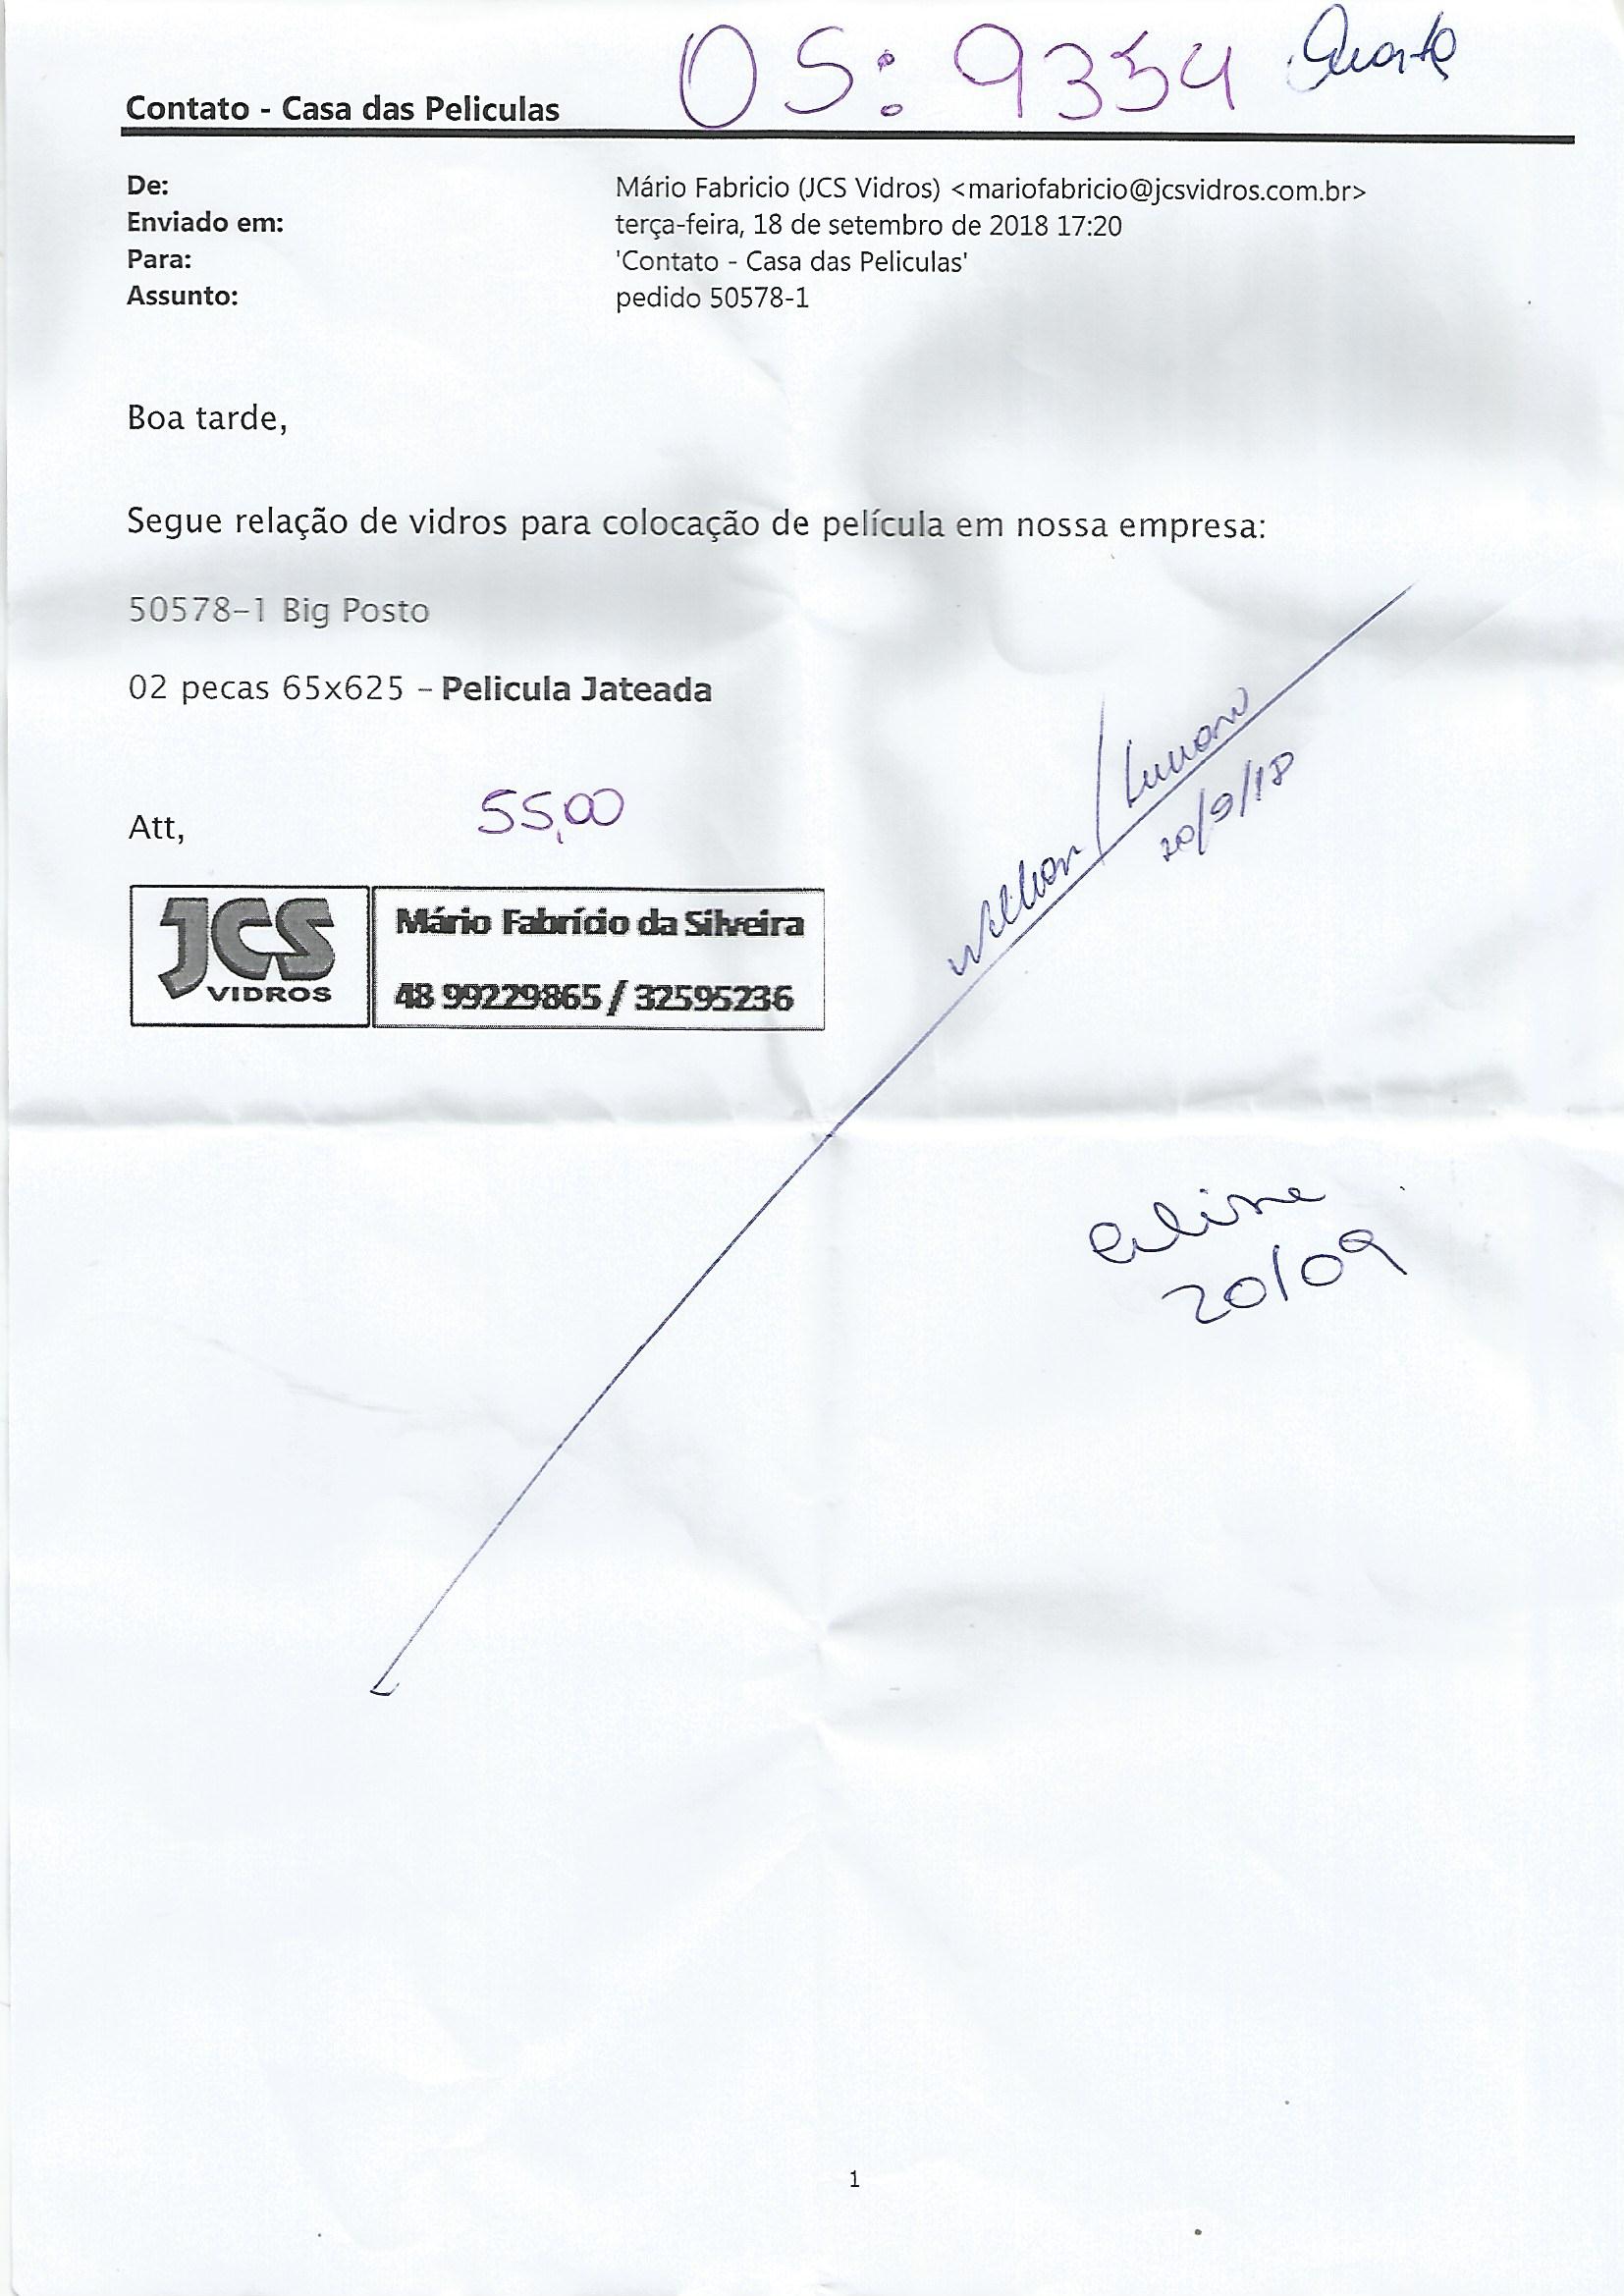 OS: 9354 Quarta
Contato - Casa das Peliculas
De: Mário Fabricio (JCS Vidros) <mariofabricio@jcsvidros.com.br>
Enviado em: terça-feira, 18 de setembro de 2018 17:20
Para: 'Contato - Casa das Peliculas'
Assunto: pedido 50578-1
Boa tarde,
Segue relação de vidros para colocação de película em nossa empresa:
50578-1 Big Posto
02 pecas 65x625 - Pelicula Jateada
55,00
Att,
JCS
VIDROS
Mário Fabrício da Silveira
48 99229865 / 32595236
20/9/18
20/09
1